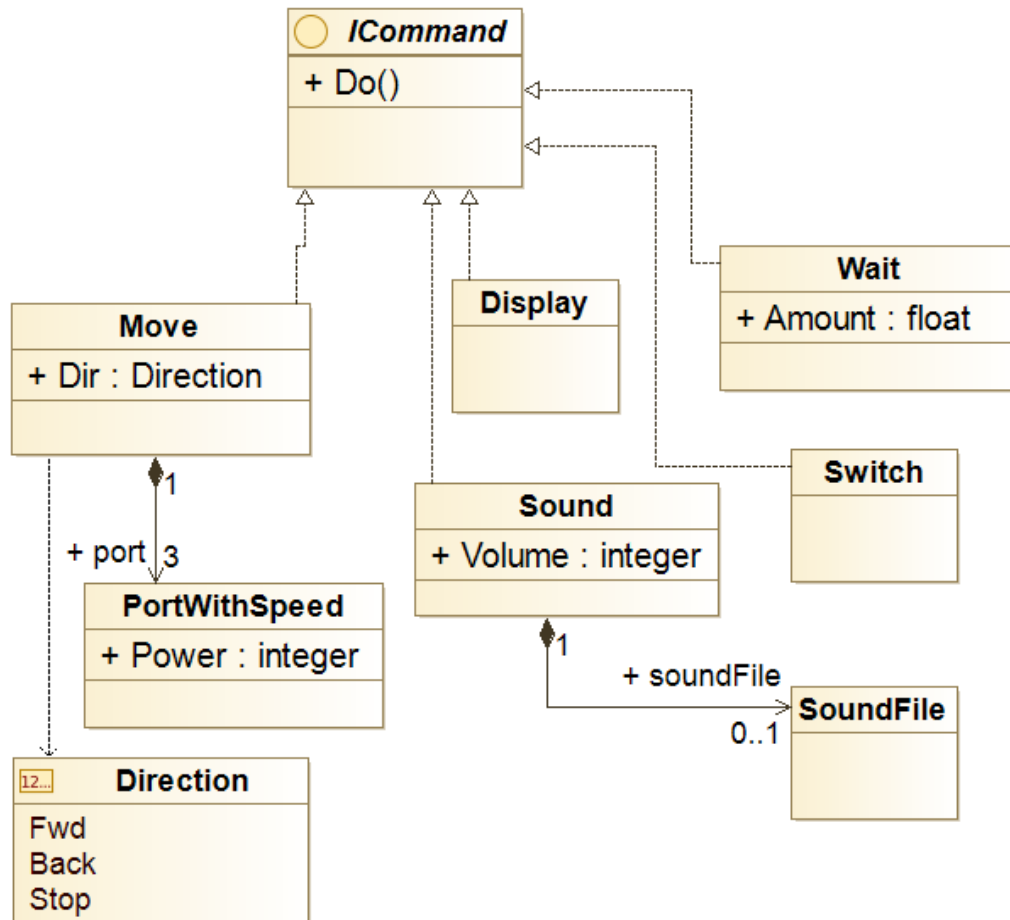 ICommand
+ Do()
Wait
+ Amount : float
Display
Move
+ Dir : Direction
Switch
Sound
+ Volume : integer
1
+ port
3
PortWithSpeed
+ Power : integer
1
+ soundFile
0..1
SoundFile
12...
Direction
Fwd
Back
Stop